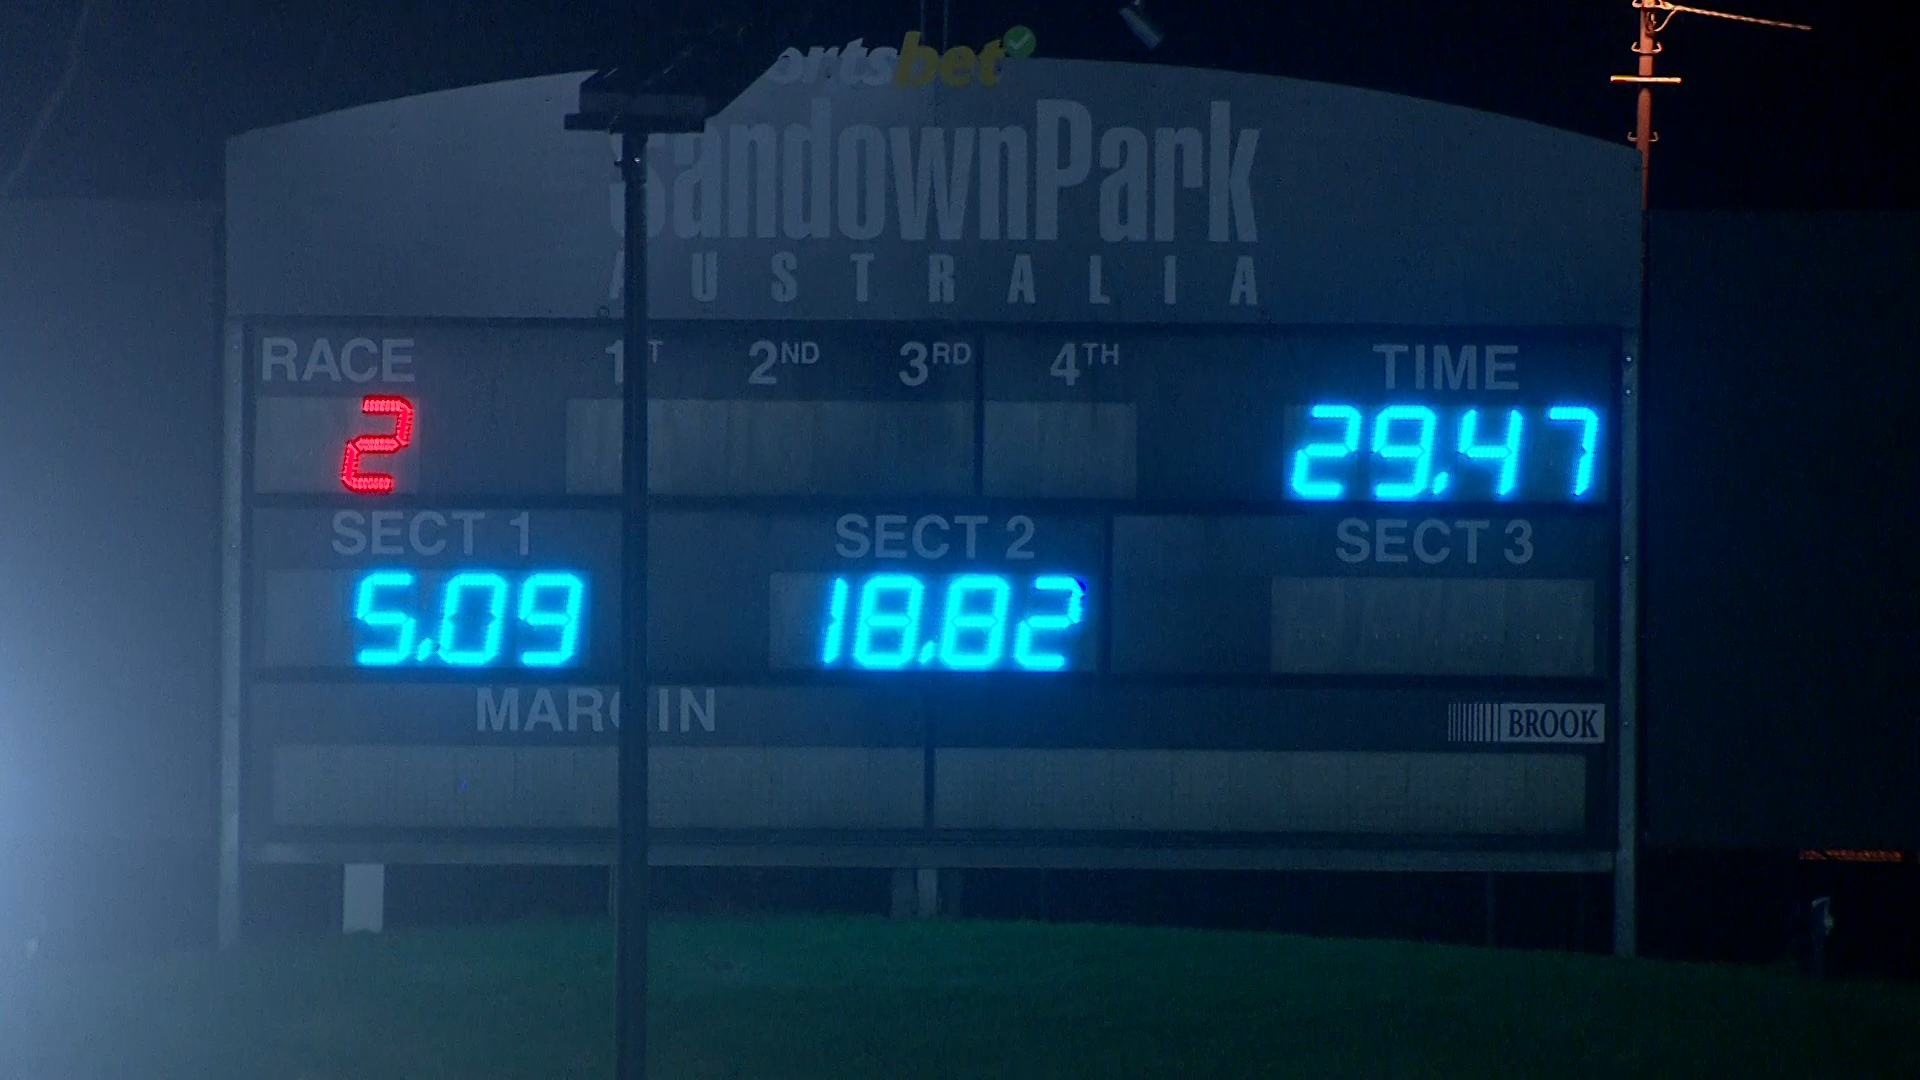 ortsbet
SandownPark
AUSTRALIA
RACE 1ST 2ND 3RD 4TH TIME
2 29.47
SECT 1 SECT 2 SECT 3
5.09 18.82
MARGIN BROOK